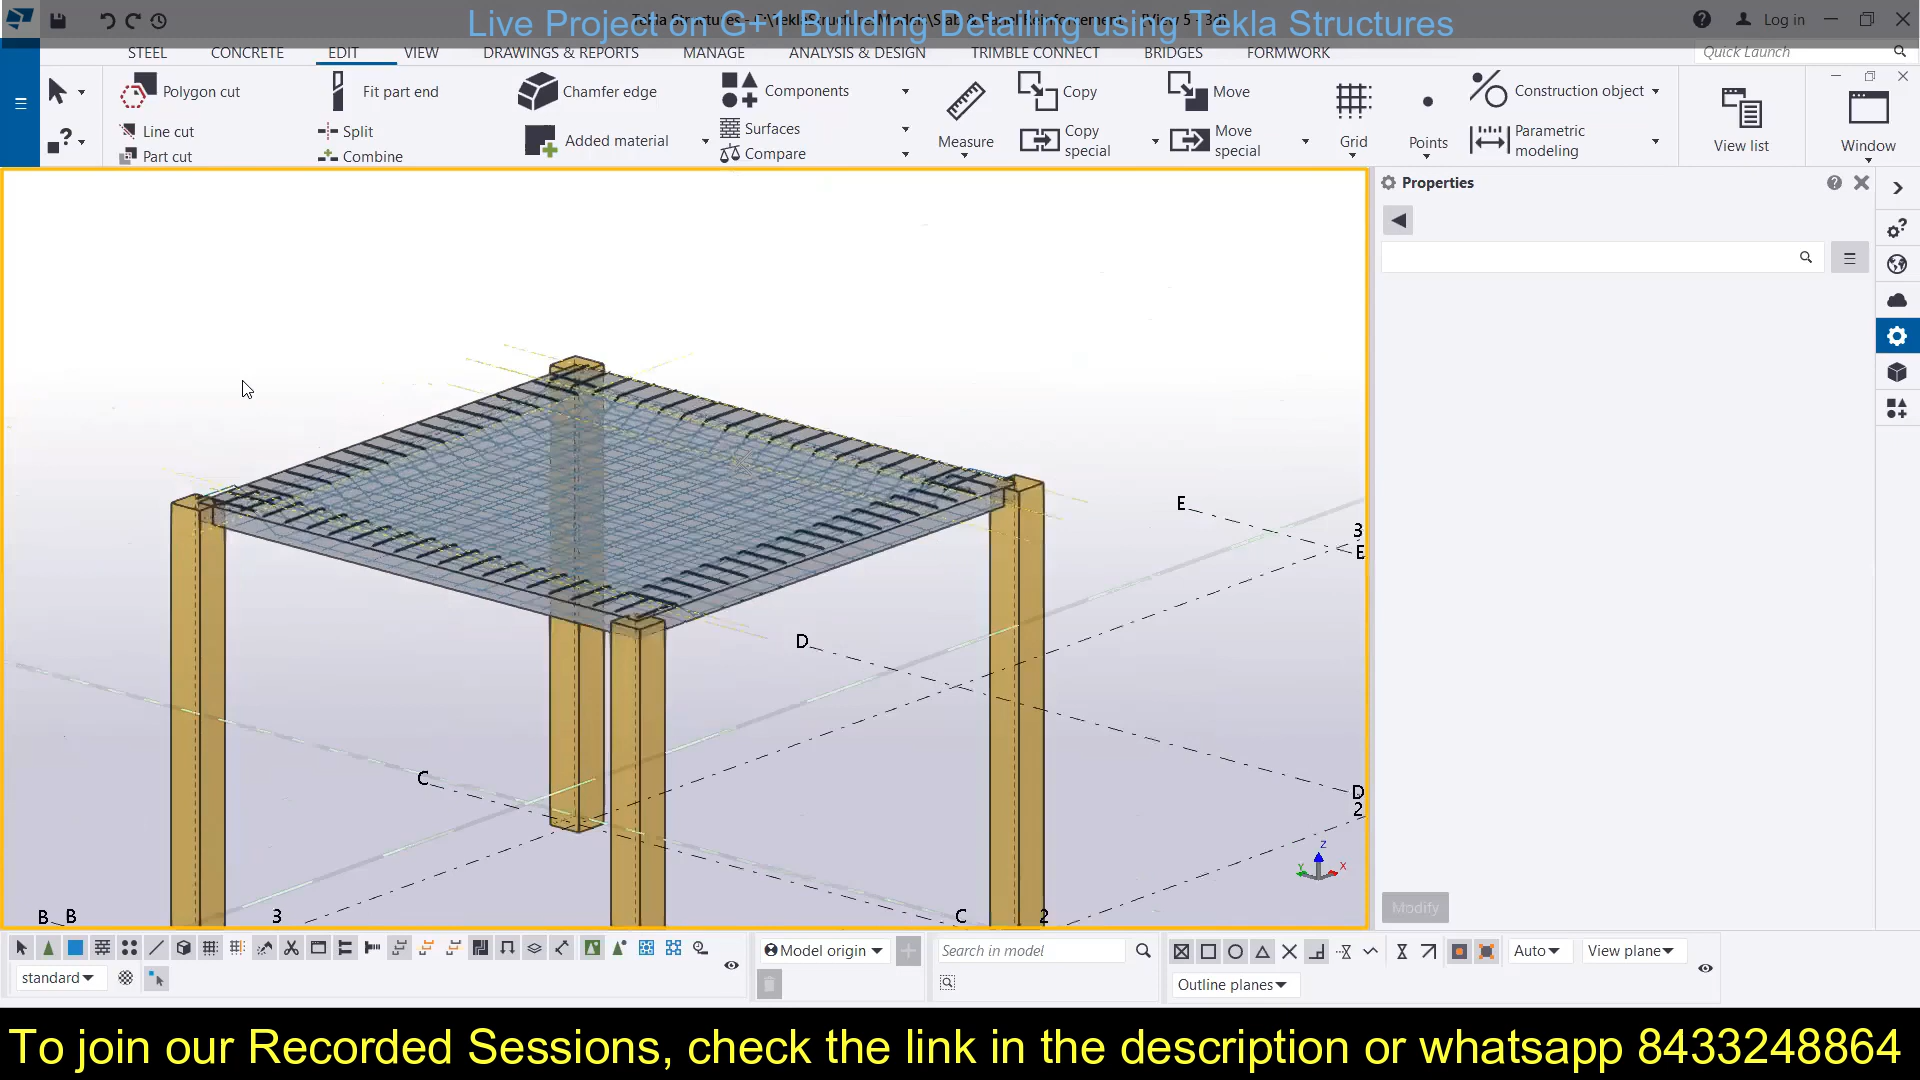 Live Project on G+1 Building Detailing using Tekla Structures
Log in
STEEL CONCRETE EDIT VIEW DRAWINGS & REPORTS MANAGE ANALYSIS & DESIGN TRIMBLE CONNECT BRIDGES FORMWORK
Quick Launch
Polygon cut
Line cut
Part cut
Fit part end
Split
Combine
Chamfer edge
Added material
Components
Surfaces
Compare
Measure
Copy
Copy special
Move
Move special
Grid
Points
Construction object
Parametric modeling
View list
Window
Properties
E
3
E
D
C
D
2
Z
Y X
B B 3 C 2
Modify
Model origin
Search in model
Auto
View plane
standard
Outline planes
To join our Recorded Sessions, check the link in the description or whatsapp 8433248864